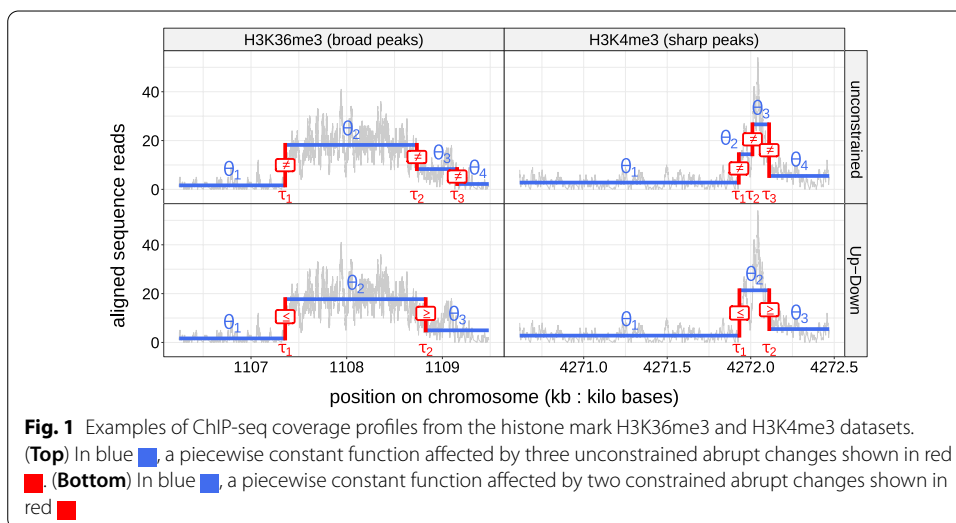 H3K36me3 (broad peaks) H3K4me3 (sharp peaks)
aligned sequence reads
40
20
0
θ1 ≠ θ2 ≠ θ3 ≠ θ4
τ1 τ2 τ3
θ1 ≠ θ2 ≠ θ3 ≠ θ4
τ1 τ2 τ3
unconstrained
40
20
0
θ1 ≤ θ2 ≥ θ3
τ1 τ2
θ1 ≤ θ2 ≥ θ3
τ1 τ2
Up−Down
1107 1108 1109 4271.0 4271.5 4272.0 4272.5
position on chromosome (kb : kilo bases)
Fig. 1 Examples of ChIP-seq coverage profiles from the histone mark H3K36me3 and H3K4me3 datasets.
(Top) In blue , a piecewise constant function affected by three unconstrained abrupt changes shown in red
. (Bottom) In blue , a piecewise constant function affected by two constrained abrupt changes shown in
red